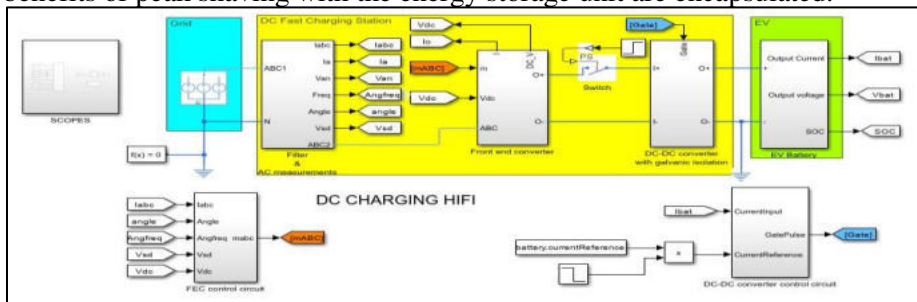 benefits of peak shaving with the energy storage unit are encapsulated.
Grid
DC Fast Charging Station
EV
SCOPES
f(x) = 0
ABC1
N
Iabc
Ia
Van
Freq
Angle
Vsd
ABC2
Filter
&
AC measurements
Iabc
Ia
Van
Angfreq
angle
Vsd
Vdc
Io
[mABC]
Vdc
m
Vdc
ABC
I
DC_V
O+
O-
Front end converter
PS
Switch
[Gate]
Gate
I+
I-
O+
O-
DC-DC converter
with galvanic isolation
+
-
Output Current
Output voltage
SOC
EV Battery
Ibat
Vbat
SOC
DC CHARGING HIFI
Iabc
angle
Angfreq
Vsd
Vdc
Iabc
Angle
Angfreq mabc
Vsd
Vdc
[mABC]
FEC control circuit
Ibat
battery.currentReference
x
CurrentInput
GatePulse
CurrentReference
[Gate]
DC-DC converter control circuit